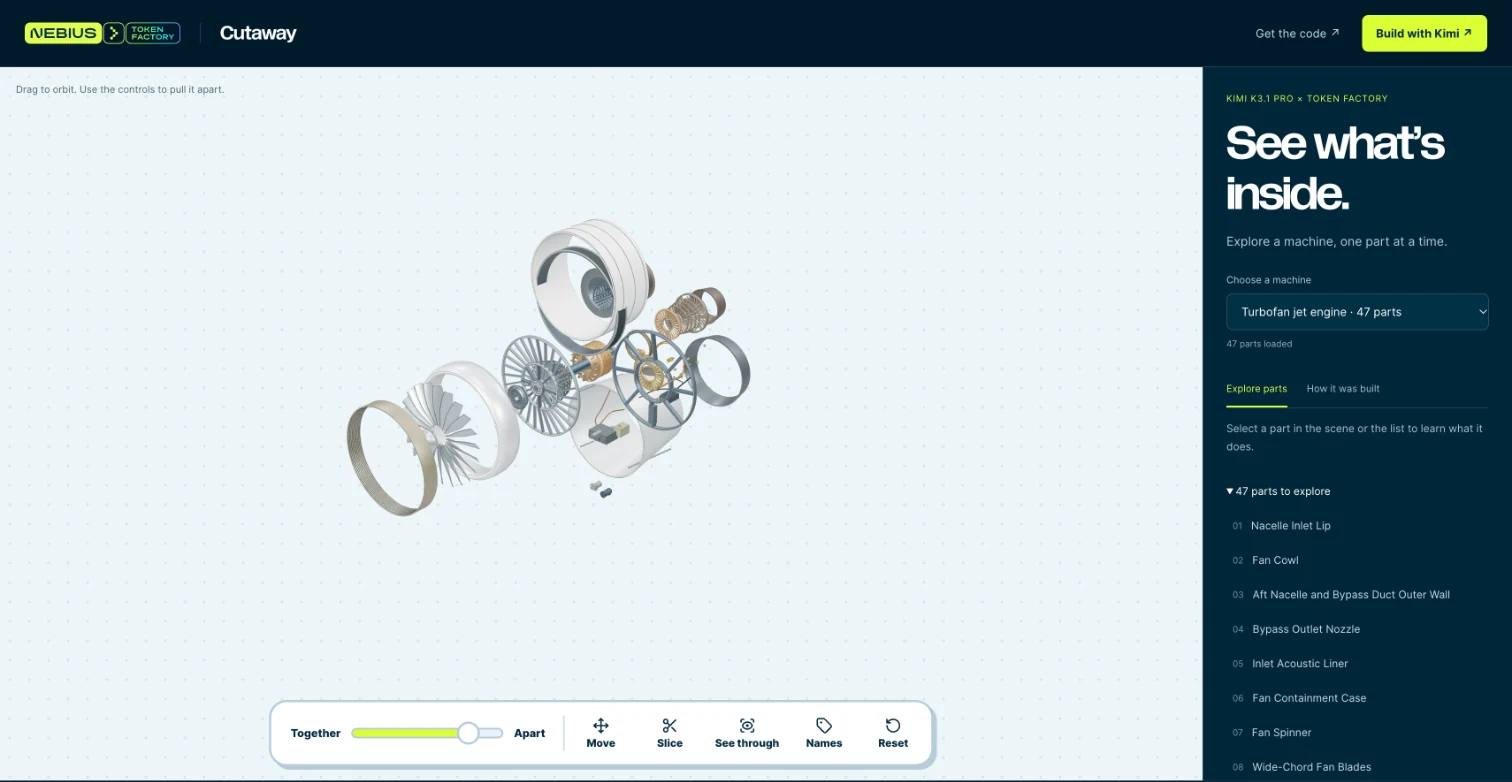 NEBIUS
TOKEN
FACTORY
Cutaway
Get the code ↗
Build with Kimi ↗
Drag to orbit. Use the controls to pull it apart.
KIMI K3.1 PRO × TOKEN FACTORY
See what's
inside.
Explore a machine, one part at a time.
Choose a machine
Turbofan jet engine · 47 parts
47 parts loaded
Explore parts
How it was built
Select a part in the scene or the list to learn what it
does.
▼ 47 parts to explore
01 Nacelle Inlet Lip
02 Fan Cowl
03 Aft Nacelle and Bypass Duct Outer Wall
04 Bypass Outlet Nozzle
05 Inlet Acoustic Liner
06 Fan Containment Case
07 Fan Spinner
08 Wide-Chord Fan Blades
Together
Apart
Move
Slice
See through
Names
Reset